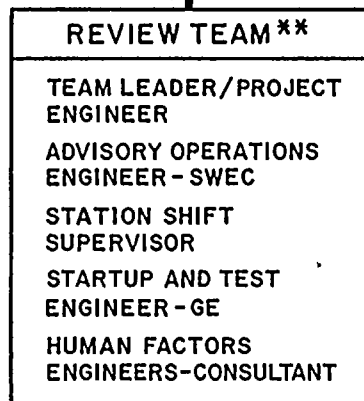 REVIEW TEAM**
TEAM LEADER/PROJECT
ENGINEER
ADVISORY OPERATIONS
ENGINEER-SWEC
STATION SHIFT
SUPERVISOR
STARTUP AND TEST
ENGINEER-GE
HUMAN FACTORS
ENGINEERS-CONSULTANT